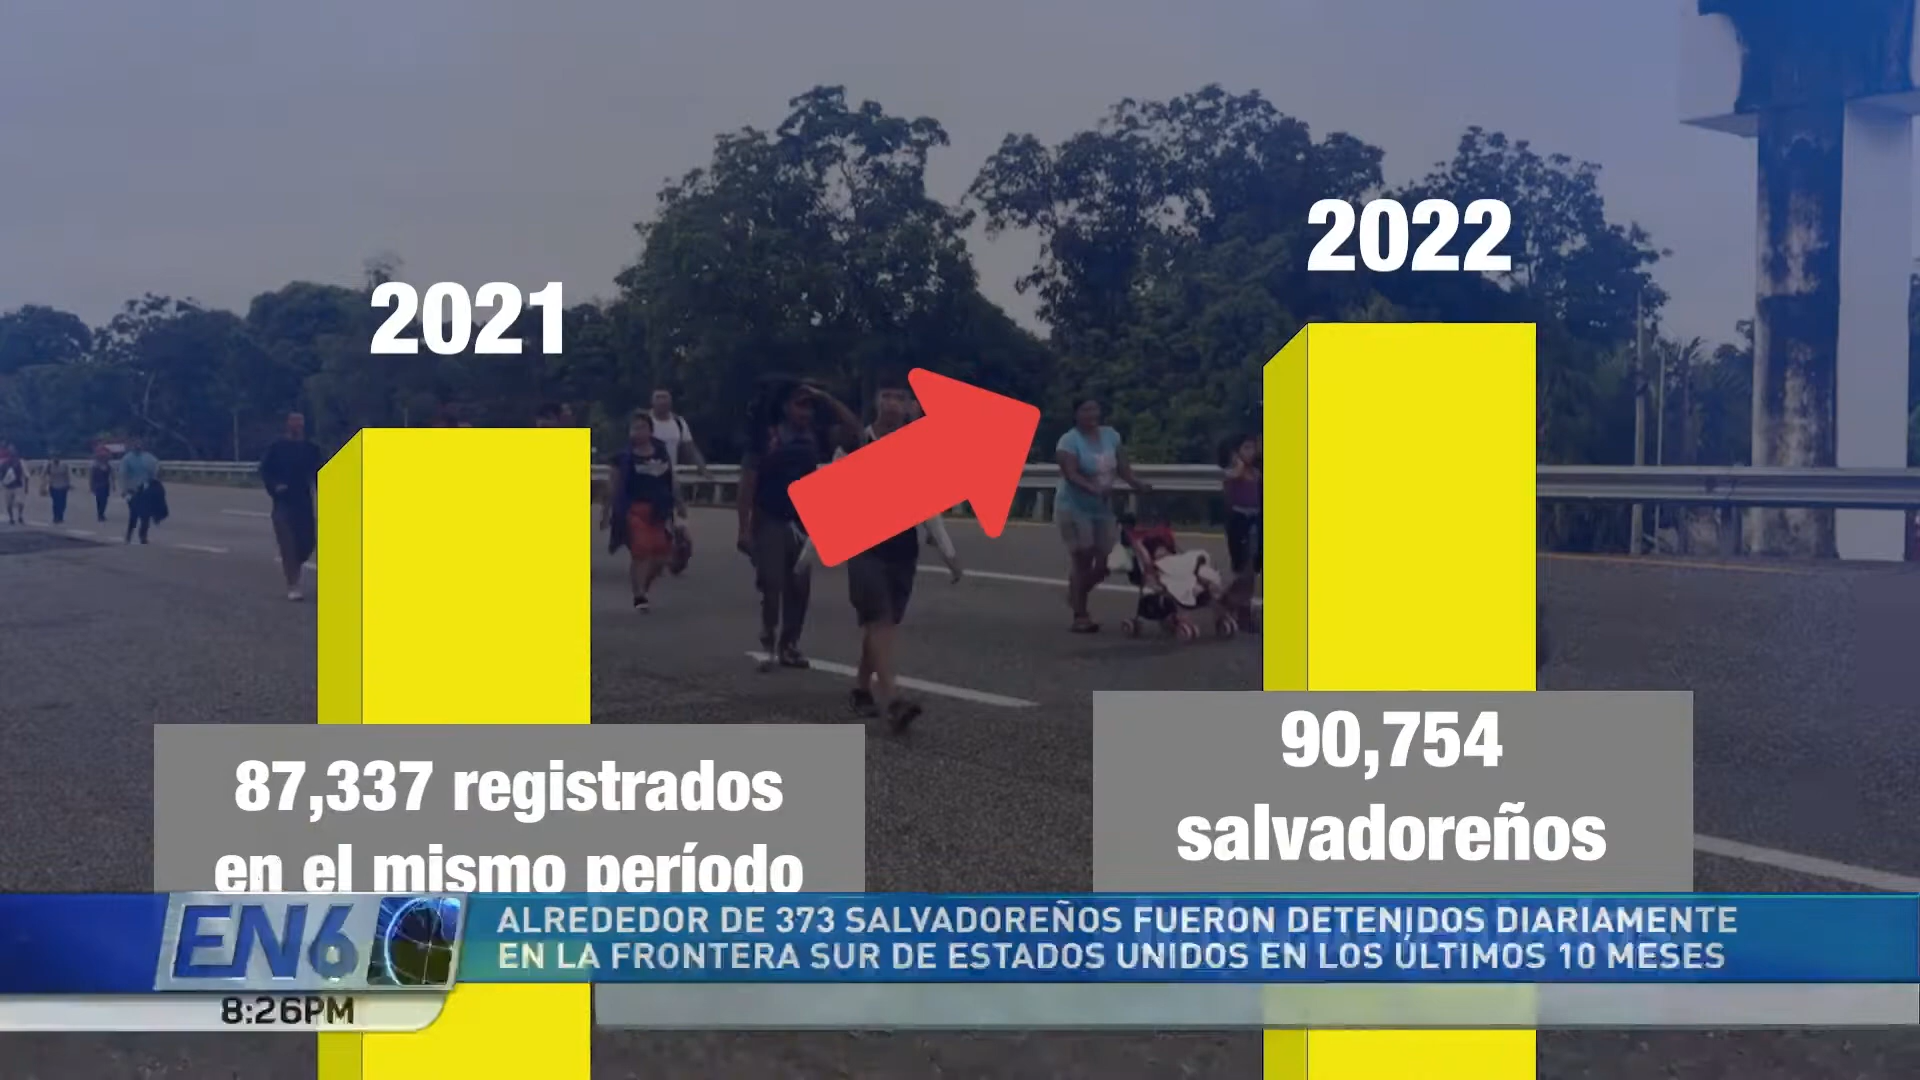 2021
2022
87,337 registrados
en el mismo período
90,754
salvadoreños
EN6
ALREDEDOR DE 373 SALVADOREÑOS FUERON DETENIDOS DIARIAMENTE
EN LA FRONTERA SUR DE ESTADOS UNIDOS EN LOS ÚLTIMOS 10 MESES
8:26PM